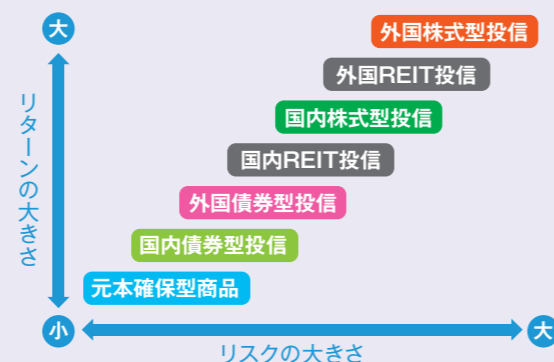 大
外国株式型投信
外国REIT投信
国内株式型投信
国内REIT投信
外国債券型投信
国内債券型投信
元本確保型商品
リターンの大きさ
小
大
リスクの大きさ